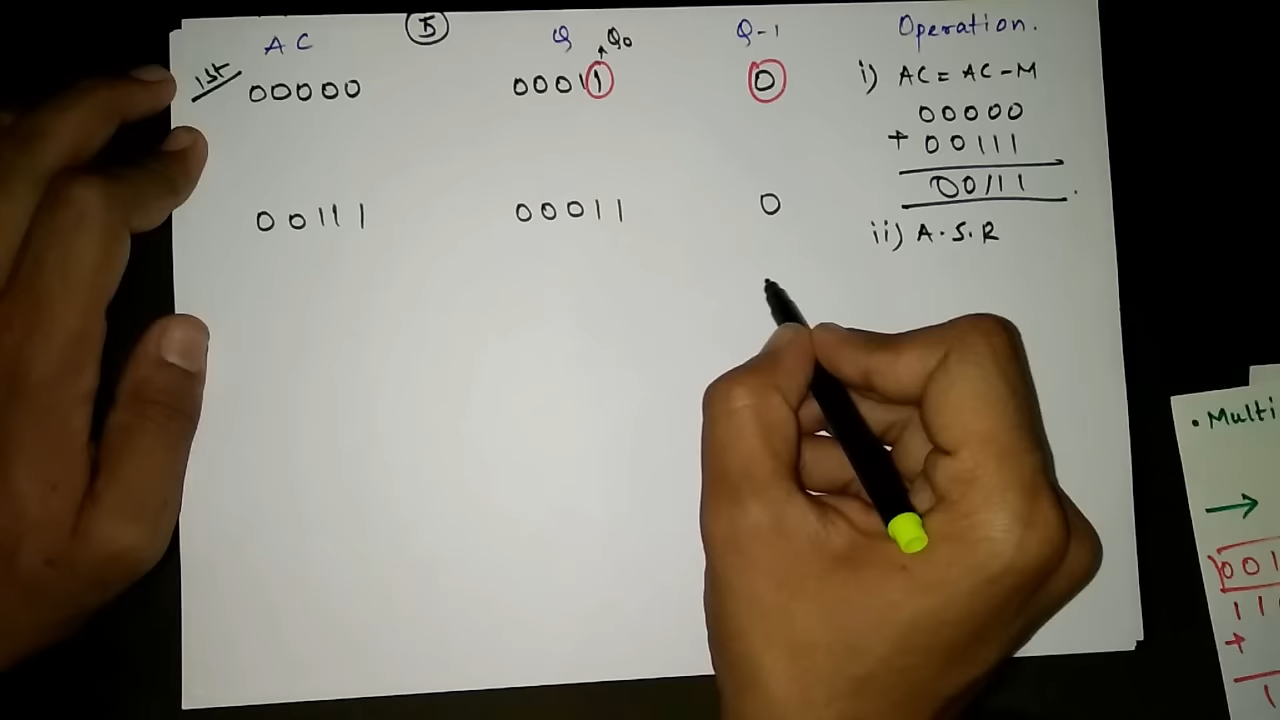 AC 5 Q Q0 Q-1 Operation.
1st 00000 00011 0 i) AC = AC - M
00000
+ 00111
00111 .
00111 00011 0
ii) A.S.R
. Multi
→
001
11
+
1